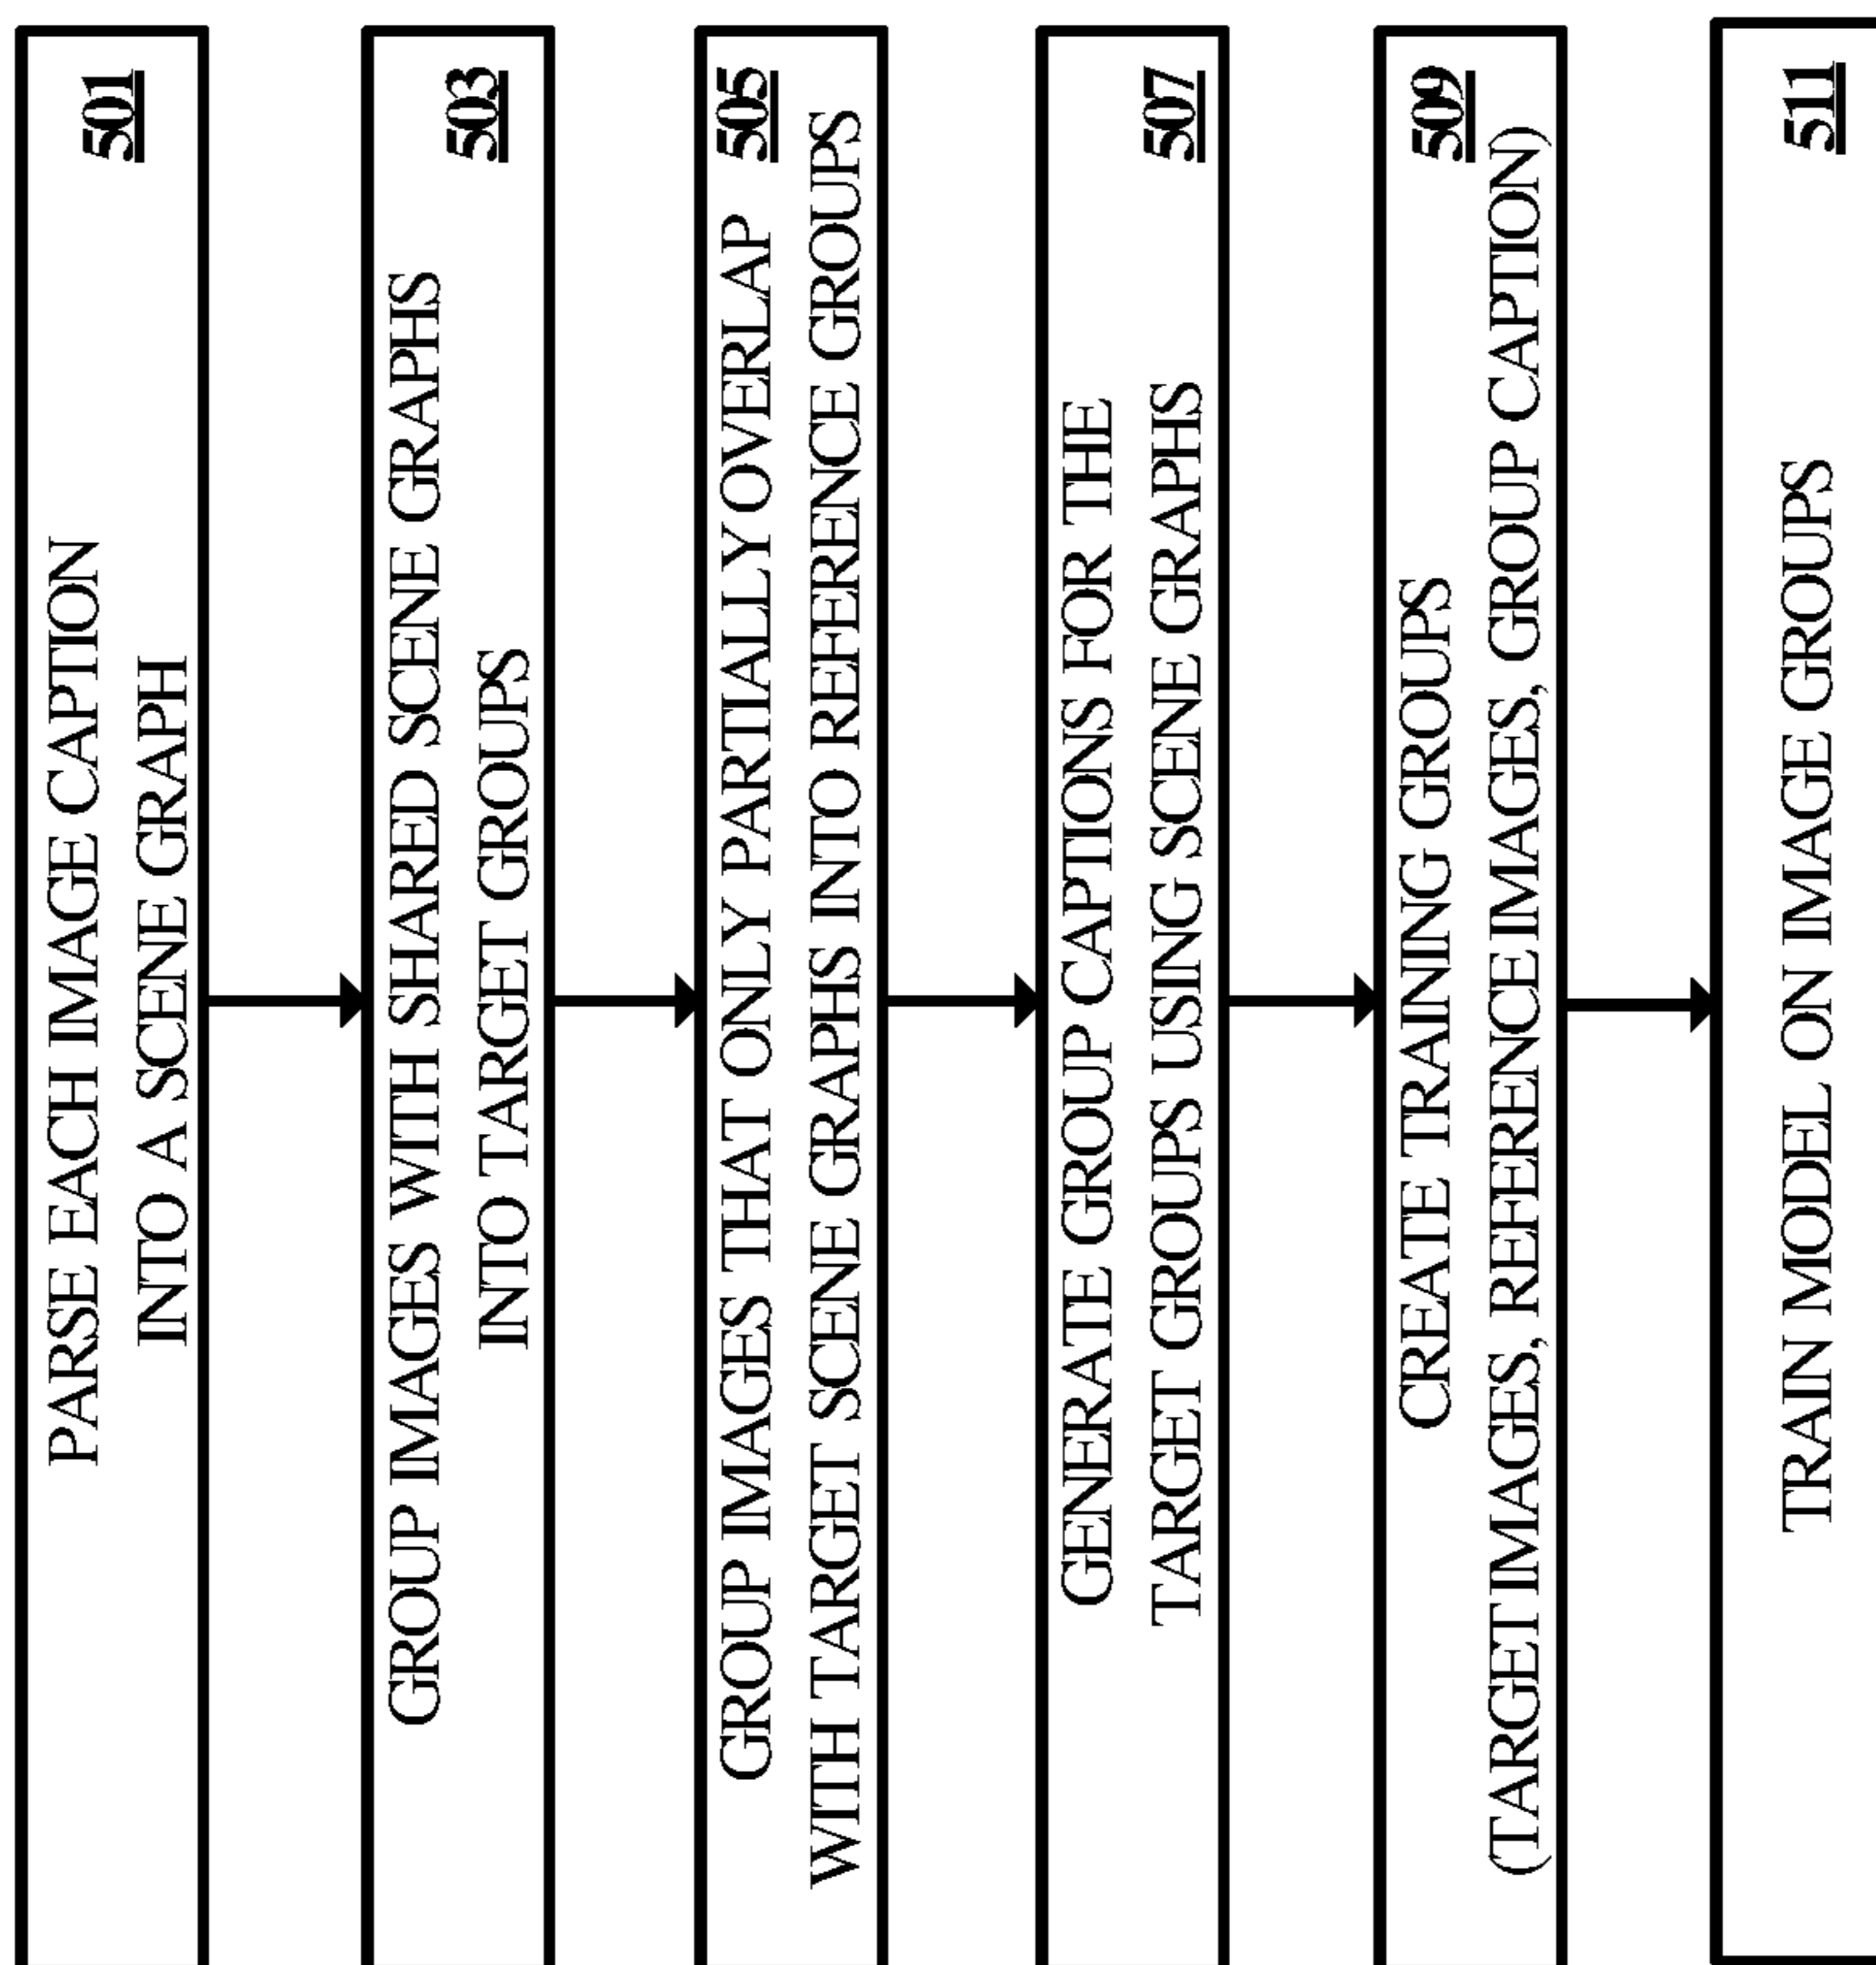 PARSE EACH IMAGE CAPTION
INTO A SCENE GRAPH
501
GROUP IMAGES WITH SHARED SCENE GRAPHS
INTO TARGET GROUPS
503
GROUP IMAGES THAT ONLY PARTIALLY OVERLAP
WITH TARGET SCENE GRAPHS INTO REFERENCE GROUPS
505
GENERATE GROUP CAPTIONS FOR THE
TARGET GROUPS USING SCENE GRAPHS
507
CREATE TRAINING GROUPS
(TARGET IMAGES, REFERENCE IMAGES, GROUP CAPTION)
509
TRAIN MODEL ON IMAGE GROUPS
511